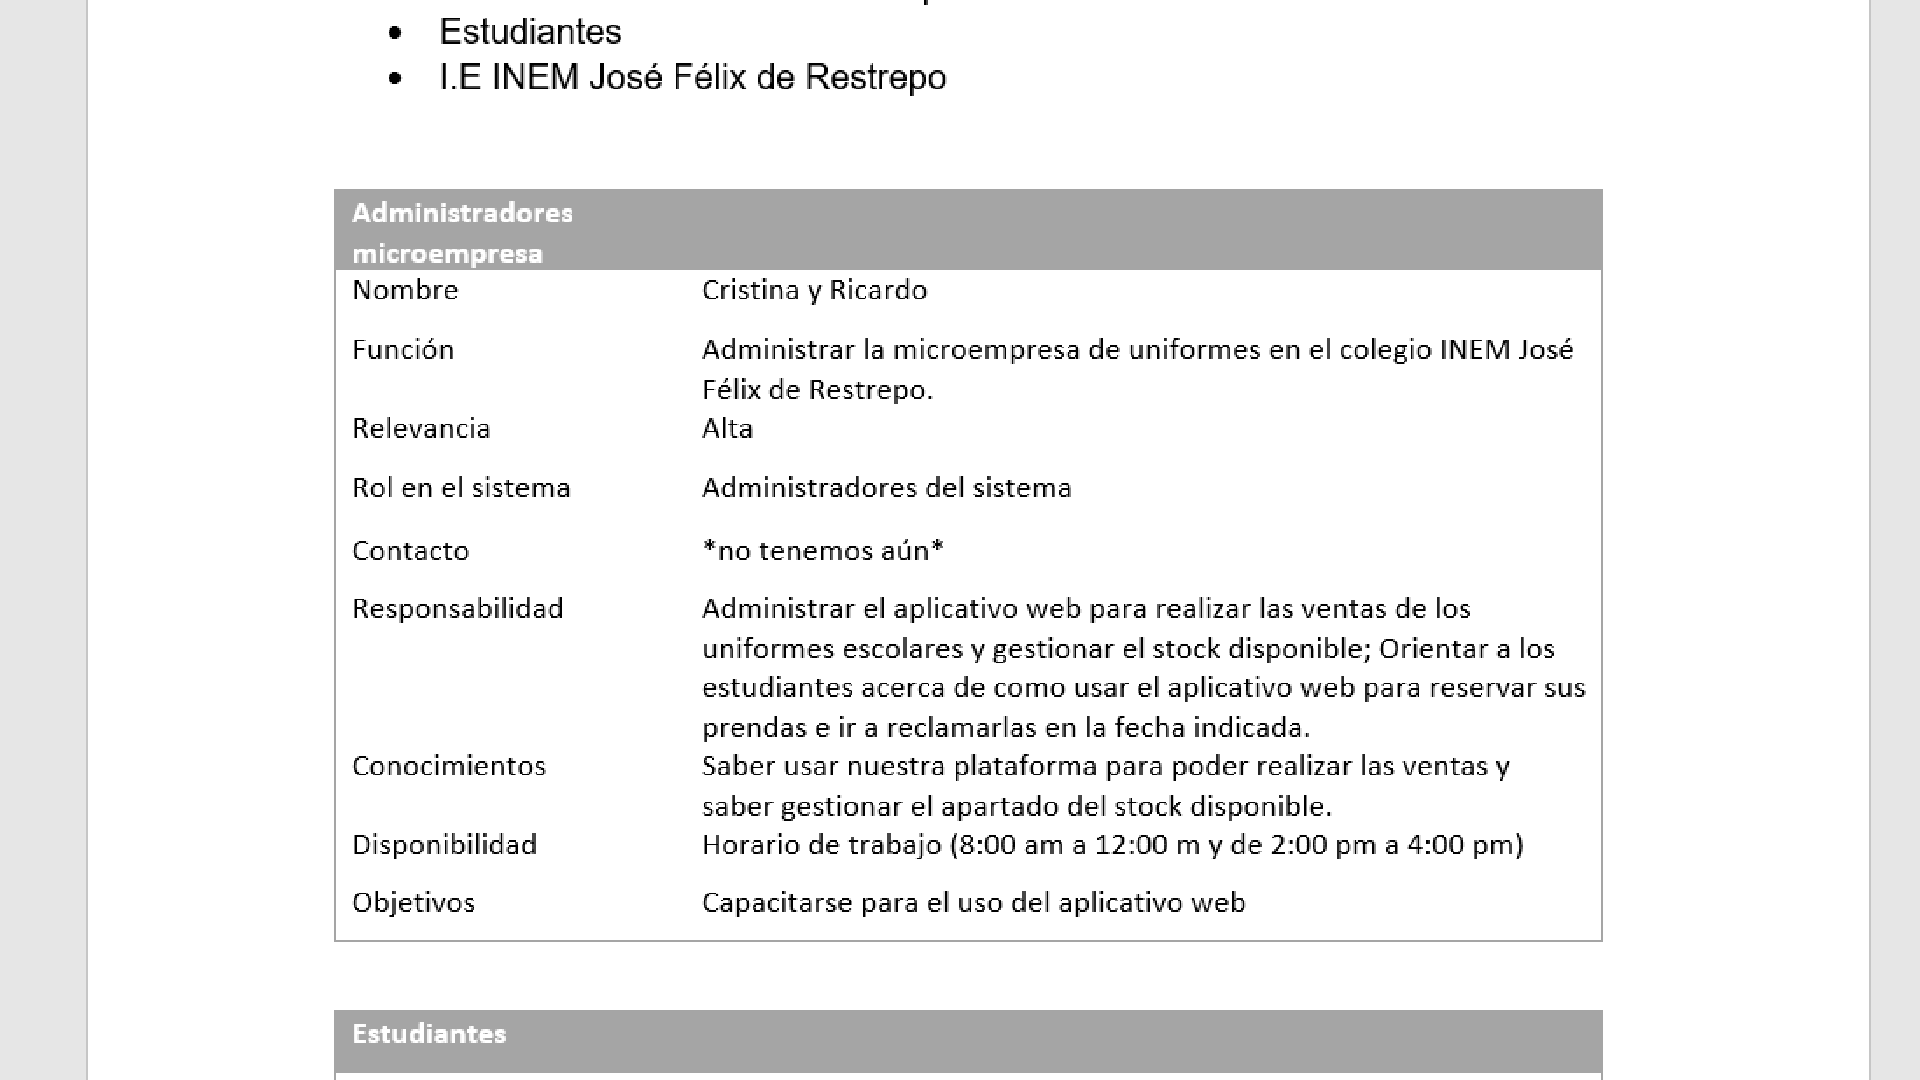 Estudiantes
I.E INEM José Félix de Restrepo
Administradores
microempresa
Nombre Cristina y Ricardo
Función Administrar la microempresa de uniformes en el colegio INEM José
Félix de Restrepo.
Relevancia Alta
Rol en el sistema Administradores del sistema
Contacto *no tenemos aún*
Responsabilidad Administrar el aplicativo web para realizar las ventas de los
uniformes escolares y gestionar el stock disponible; Orientar a los
estudiantes acerca de como usar el aplicativo web para reservar sus
prendas e ir a reclamarlas en la fecha indicada.
Conocimientos Saber usar nuestra plataforma para poder realizar las ventas y
saber gestionar el apartado del stock disponible.
Disponibilidad Horario de trabajo (8:00 am a 12:00 m y de 2:00 pm a 4:00 pm)
Objetivos Capacitarse para el uso del aplicativo web
Estudiantes